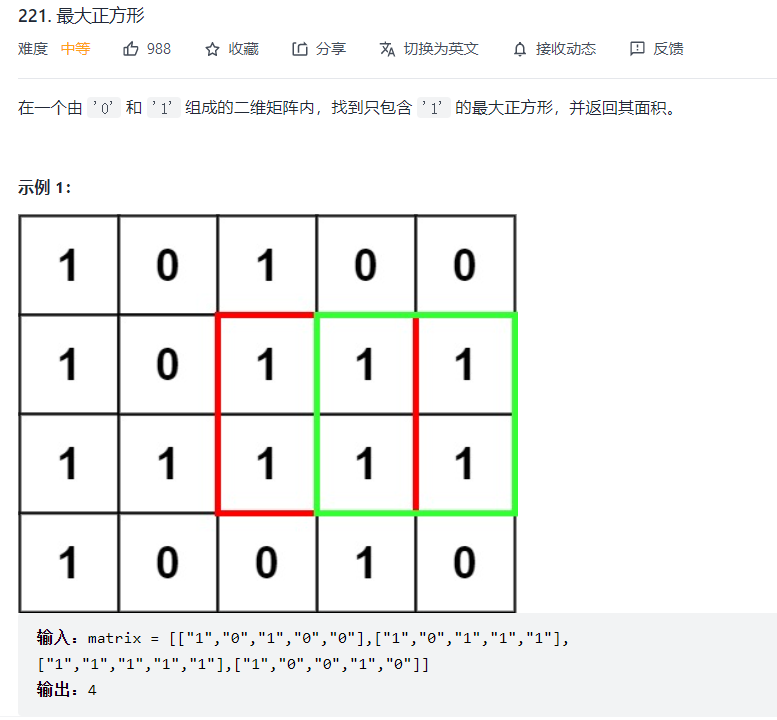 221. 最大正方形
难度 中等 988 收藏 分享 切换为英文 接收动态 反馈
在一个由 '0' 和 '1' 组成的二维矩阵内，找到只包含 '1' 的最大正方形，并返回其面积。
示例 1：
1 0 1 0 0
1 0 1 1 1
1 1 1 1 1
1 0 0 1 0
输入：matrix = [["1","0","1","0","0"],["1","0","1","1","1"],
["1","1","1","1","1"],["1","0","0","1","0"]]
输出：4